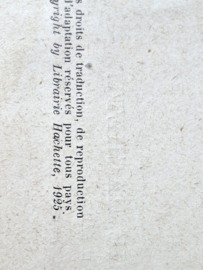 s droits de traduction, de reproduction
l'adaptation réservés pour tous pays.
yright by Librairie Hachette, 1925.